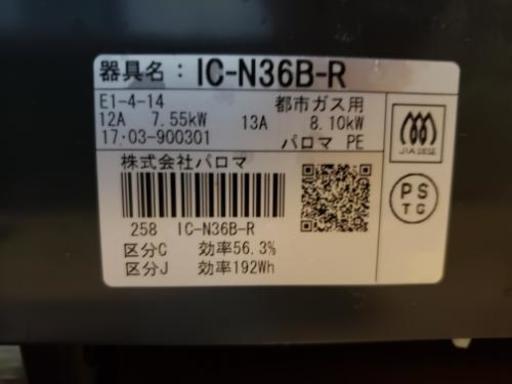 器具名: IC-N36B-R
E1-4-14 都市ガス用
12A 7.55kW 13A 8.10kW
17·03-900301 パロマ PE
株式会社パロマ
258 IC-N36B-R
区分C 効率56.3%
区分J 効率192Wh
PS
TG